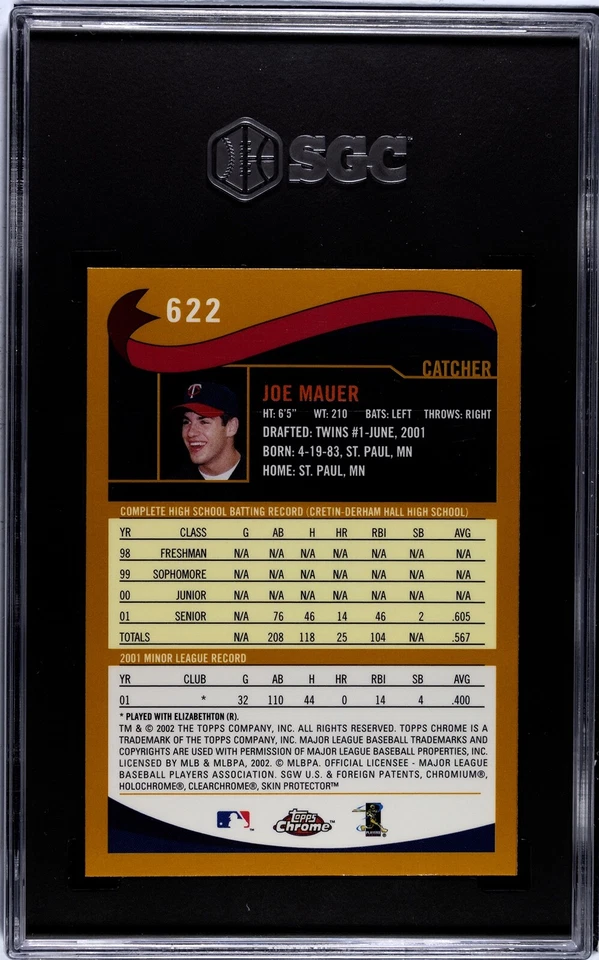 SGC
622
CATCHER
JOE MAUER
HT: 6'5" WT: 210 BATS: LEFT THROWS: RIGHT
DRAFTED: TWINS #1-JUNE, 2001
BORN: 4-19-83, ST. PAUL, MN
HOME: ST. PAUL, MN
COMPLETE HIGH SCHOOL BATTING RECORD (CRETIN-DERHAM HALL HIGH SCHOOL)
YR CLASS G AB H HR RBI SB AVG
98 FRESHMAN N/A N/A N/A N/A N/A N/A N/A
99 SOPHOMORE N/A N/A N/A N/A N/A N/A N/A
00 JUNIOR N/A N/A N/A N/A N/A N/A N/A
01 SENIOR N/A 76 46 14 46 2 .605
TOTALS N/A 208 118 25 104 N/A .567
2001 MINOR LEAGUE RECORD
YR CLUB G AB H HR RBI SB AVG
01 * 32 110 44 0 14 4 .400
* PLAYED WITH ELIZABETHTON (R).
TM & © 2002 THE TOPPS COMPANY, INC. ALL RIGHTS RESERVED. TOPPS CHROME IS A
TRADEMARK OF THE TOPPS COMPANY, INC. MAJOR LEAGUE BASEBALL TRADEMARKS AND
COPYRIGHTS ARE USED WITH PERMISSION OF MAJOR LEAGUE BASEBALL PROPERTIES, INC.
LICENSED BY MLB & MLBPA, 2002. © MLBPA. OFFICIAL LICENSEE - MAJOR LEAGUE
BASEBALL PLAYERS ASSOCIATION. SGW U.S. & FOREIGN PATENTS, CHROMIUM®,
HOLOCHROME®, CLEARCHROME®, SKIN PROTECTOR™
Topps
Chrome™